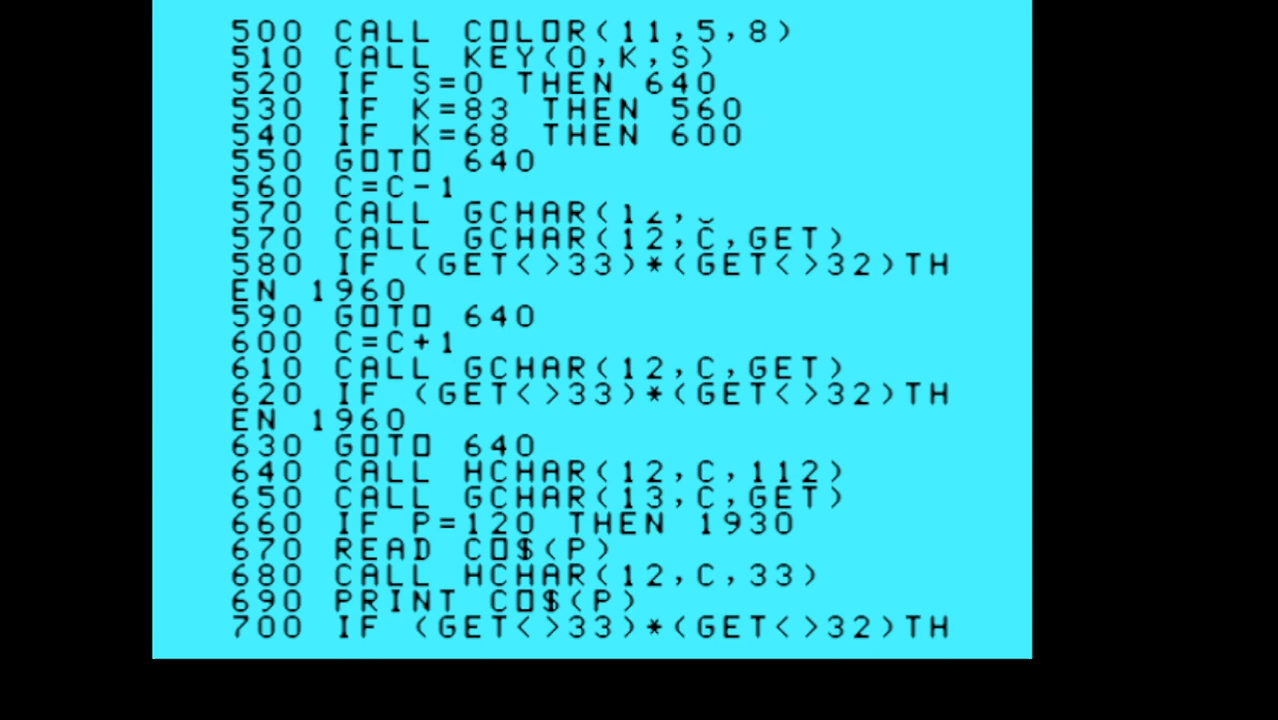 500 CALL COLOR(11,5,8)
510 CALL KEY(0,K,S)
520 IF S=0 THEN 640
530 IF K=83 THEN 560
540 IF K=68 THEN 600
550 GOTO 640
560 C=C-1
570 CALL GCHAR(12,
570 CALL GCHAR(12,C,GET)
580 IF (GET<>33)*(GET<>32)TH
EN 1960
590 GOTO 640
600 C=C+1
610 CALL GCHAR(12,C,GET)
620 IF (GET<>33)*(GET<>32)TH
EN 1960
630 GOTO 640
640 CALL HCHAR(12,C,112)
650 CALL GCHAR(13,C,GET)
660 IF P=120 THEN 1930
670 READ CO$(P)
680 CALL HCHAR(12,C,33)
690 PRINT CO$(P)
700 IF (GET<>33)*(GET<>32)TH